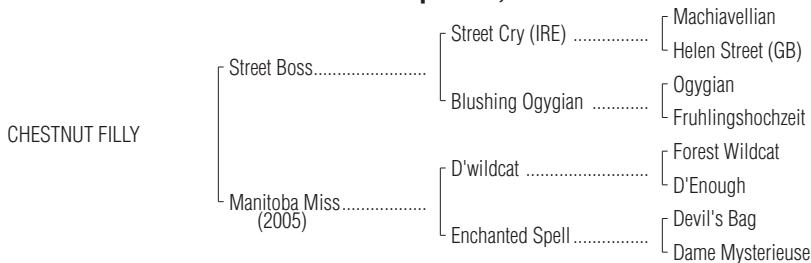 Machiavellian
Street Cry (IRE) ................
Helen Street (GB)
Street Boss.......................
Ogygian
Blushing Ogygian ............
Fruhlingshochzeit
CHESTNUT FILLY
Forest Wildcat
D'wildcat ..........................
D'Enough
Manitoba Miss.................
(2005)
Devil's Bag
Enchanted Spell................
Dame Mysterieuse